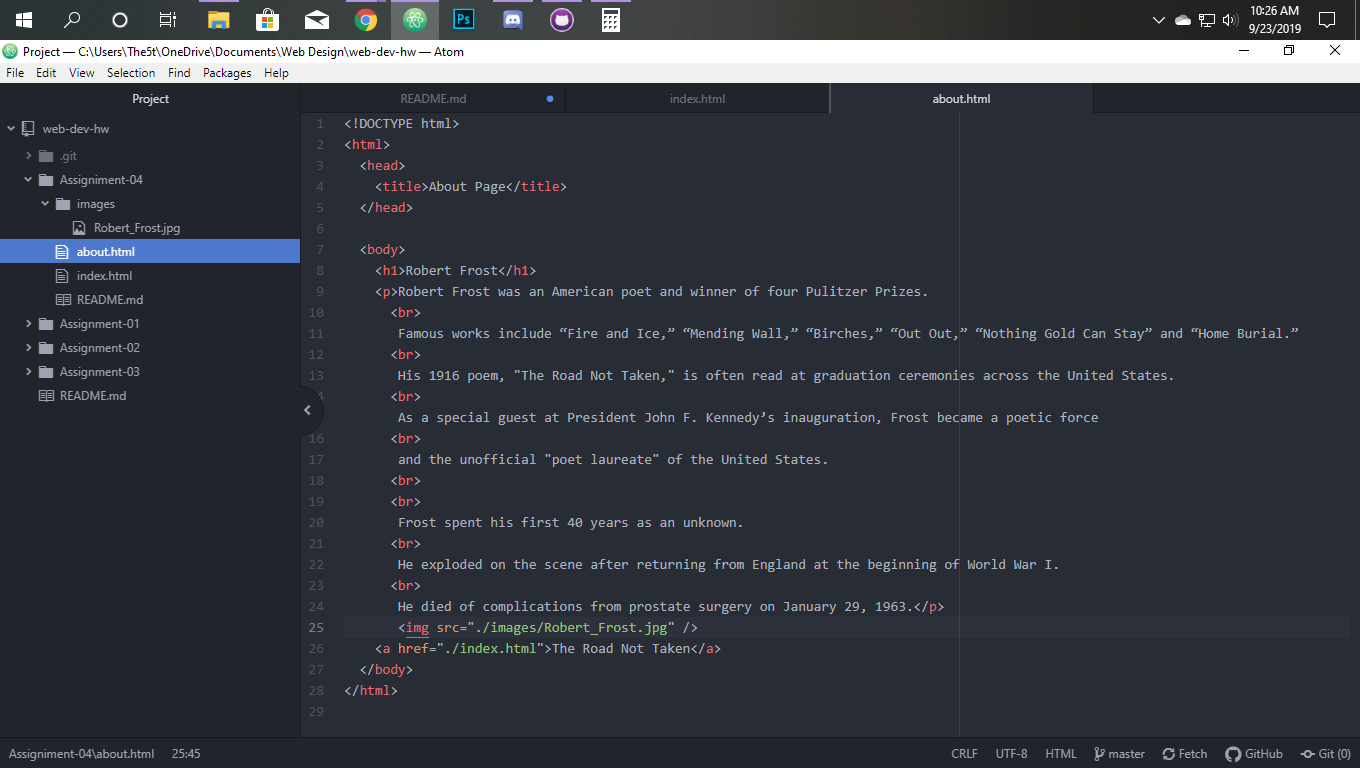 Ps
10:26 AM
9/23/2019
Project — C:\Users\The5t\OneDrive\Documents\Web Design\web-dev-hw — Atom
File Edit View Selection Find Packages Help
Project
README.md
index.html
about.html
web-dev-hw
.git
Assigniment-04
images
Robert_Frost.jpg
about.html
index.html
README.md
Assignment-01
Assignment-02
Assignment-03
README.md
1 <!DOCTYPE html>
2 <html>
3 <head>
4 <title>About Page</title>
5 </head>
6
7 <body>
8 <h1>Robert Frost</h1>
9 <p>Robert Frost was an American poet and winner of four Pulitzer Prizes.
10 <br>
11 Famous works include “Fire and Ice,” “Mending Wall,” “Birches,” “Out Out,” “Nothing Gold Can Stay” and “Home Burial.”
12 <br>
13 His 1916 poem, "The Road Not Taken," is often read at graduation ceremonies across the United States.
<br>
As a special guest at President John F. Kennedy’s inauguration, Frost became a poetic force
16 <br>
17 and the unofficial "poet laureate" of the United States.
18 <br>
19 <br>
20 Frost spent his first 40 years as an unknown.
21 <br>
22 He exploded on the scene after returning from England at the beginning of World War I.
23 <br>
24 He died of complications from prostate surgery on January 29, 1963.</p>
25 <img src="./images/Robert_Frost.jpg" />
26 <a href="./index.html">The Road Not Taken</a>
27 </body>
28 </html>
29
Assigniment-04\about.html 25:45 CRLF UTF-8 HTML master Fetch GitHub Git (0)